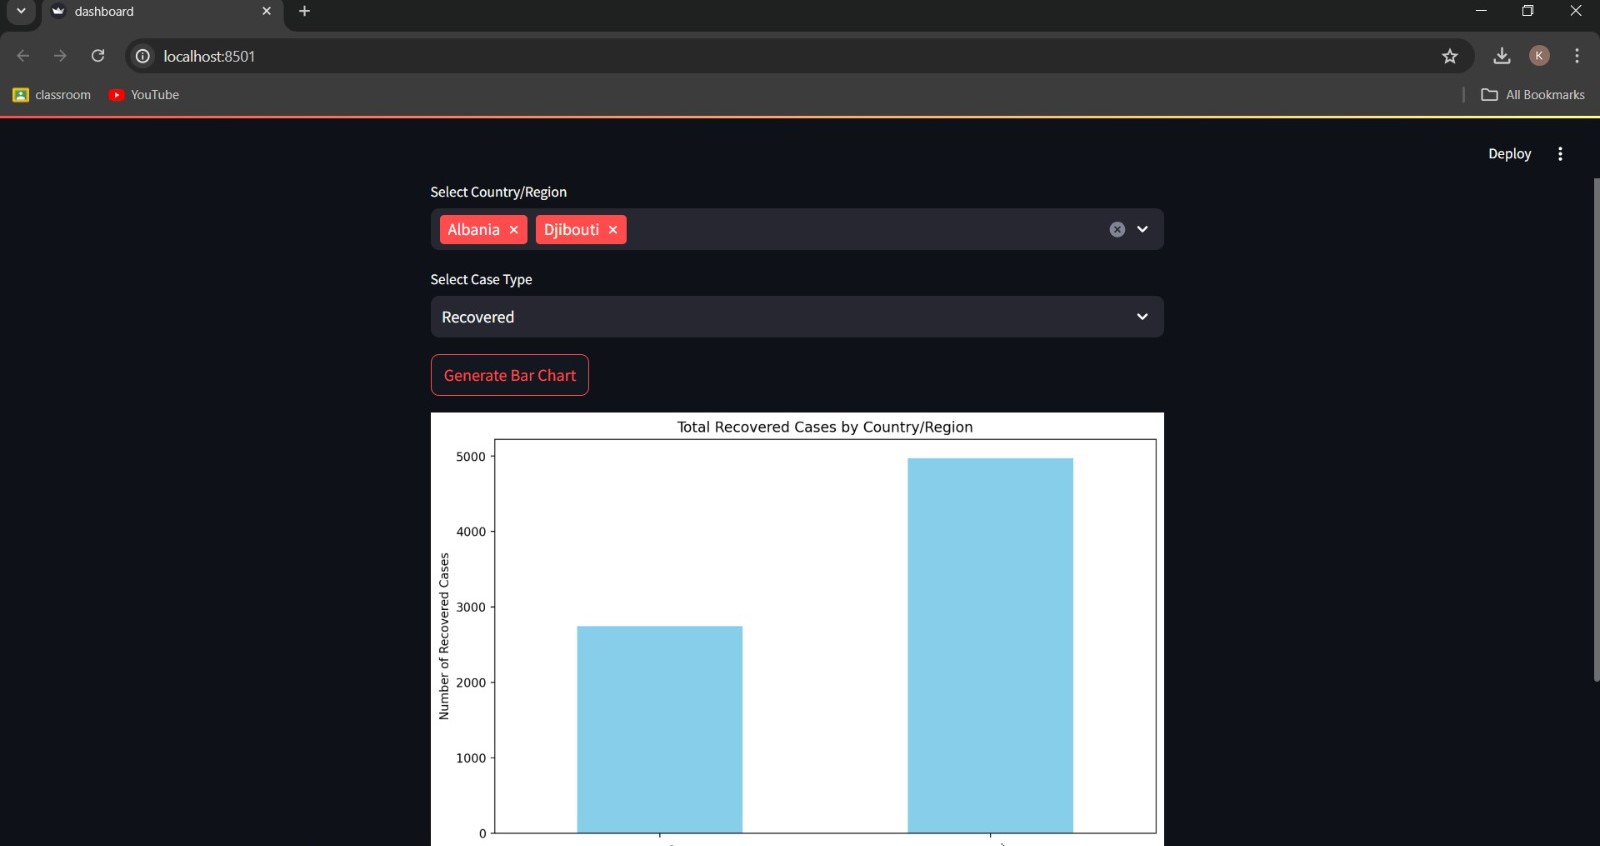 dashboard
localhost:8501
K
classroom
YouTube
All Bookmarks
Deploy
Select Country/Region
Albania
Djibouti
Select Case Type
Recovered
Generate Bar Chart
Total Recovered Cases by Country/Region
Number of Recovered Cases
5000
4000
3000
2000
1000
0